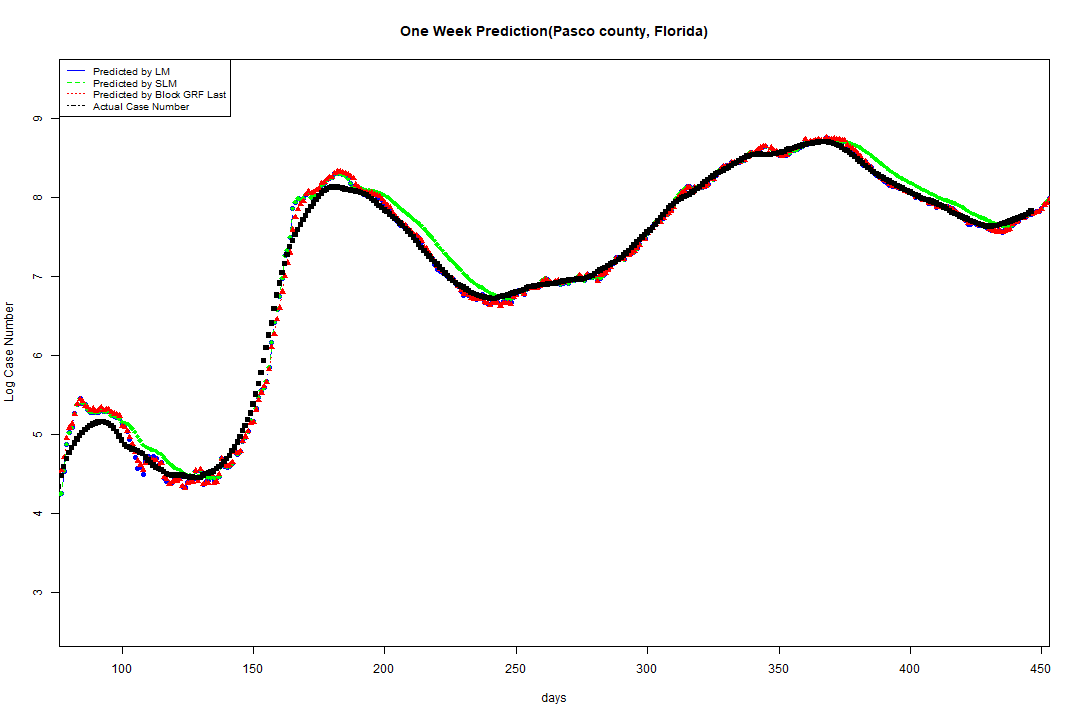 One Week Prediction(Pasco county, Florida)
Predicted by LM
Predicted by SLM
Predicted by Block GRF Last
Actual Case Number
9
8
7
6
5
4
3
Log Case Number
100 150 200 250 300 350 400 450
days